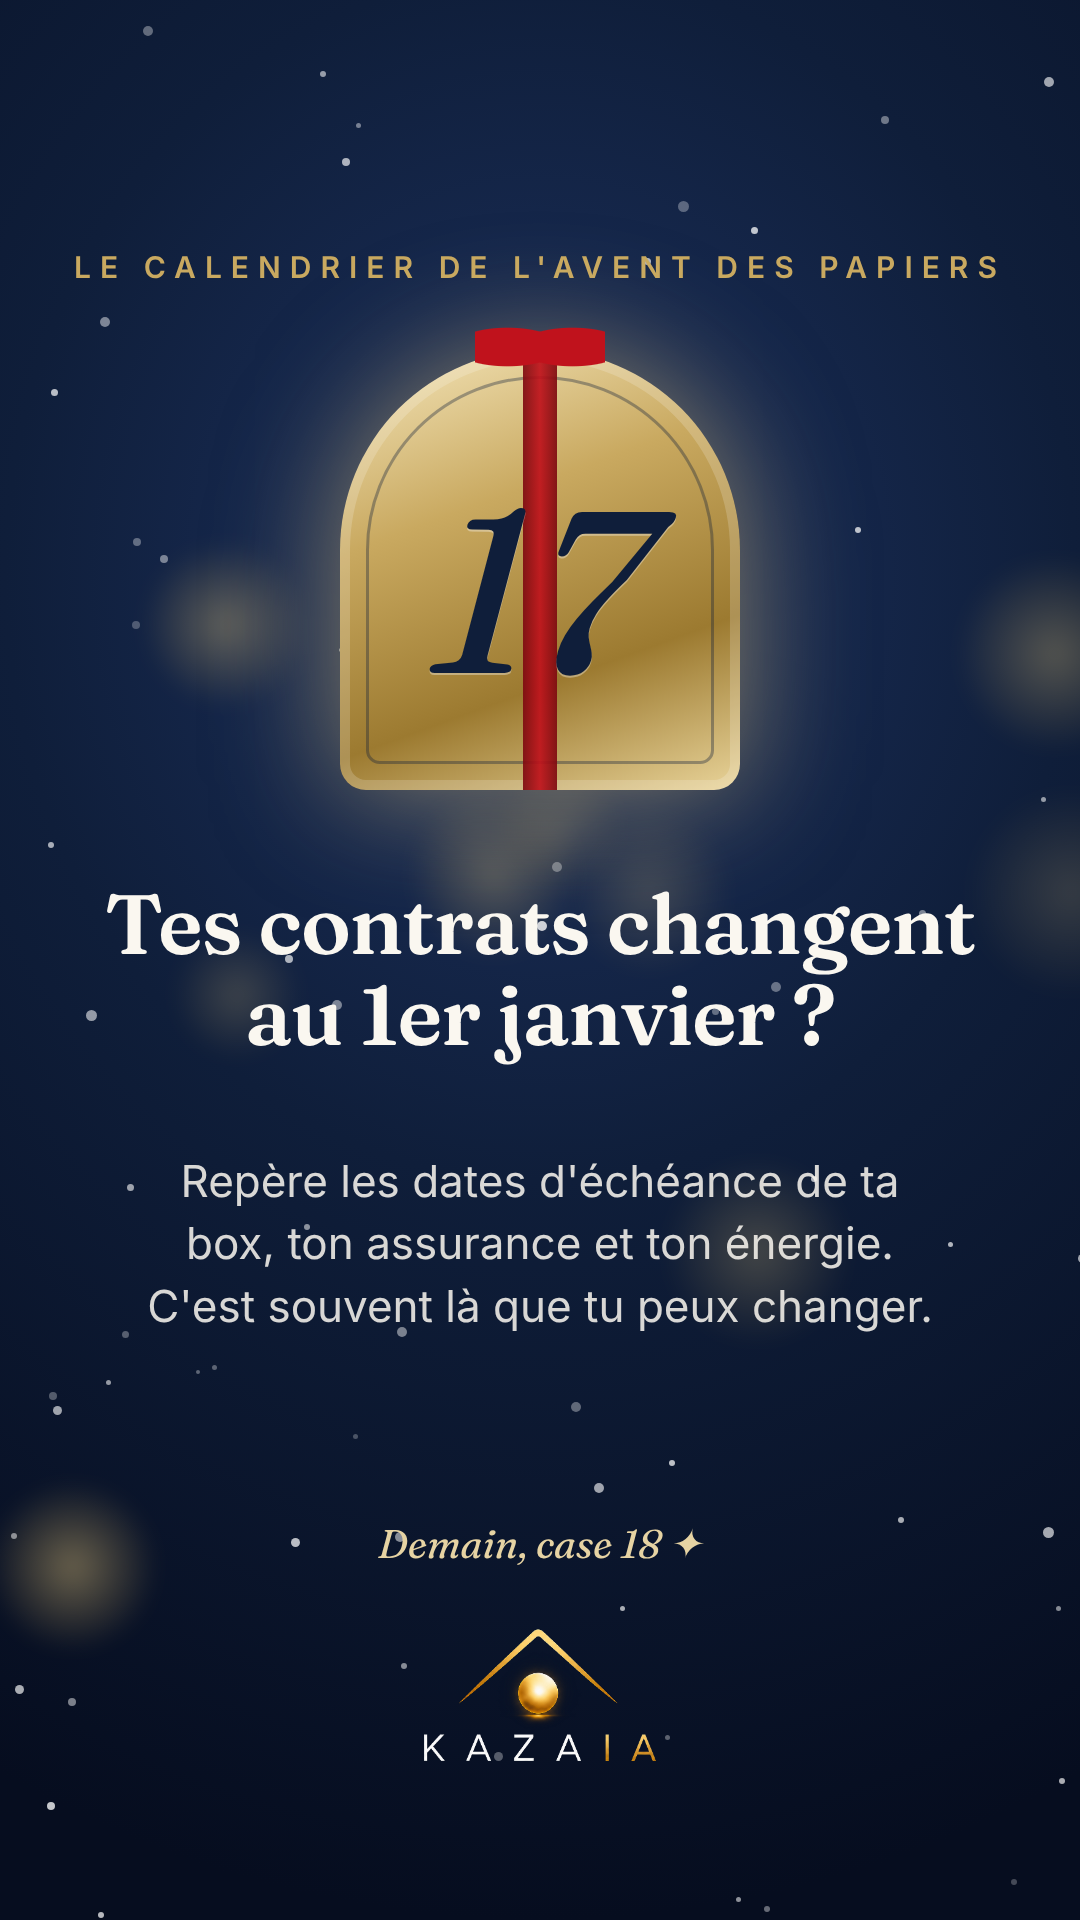 LE CALENDRIER DE L'AVENT DES PAPIERS
17
Tes contrats changent
au 1er janvier ?
Repère les dates d'échéance de ta
box, ton assurance et ton énergie.
C'est souvent là que tu peux changer.
Demain, case 18 ✦
KAZAIA